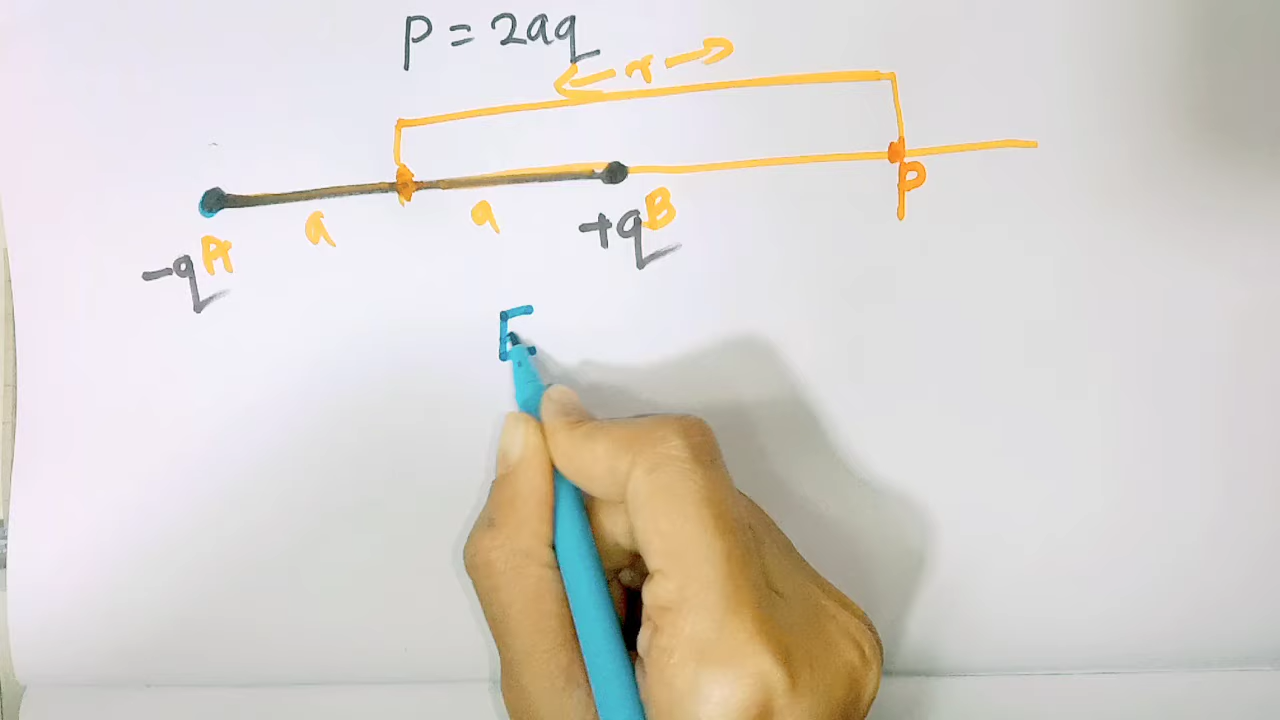 P = 2aq
← r →
a a P
-q A +q B
E